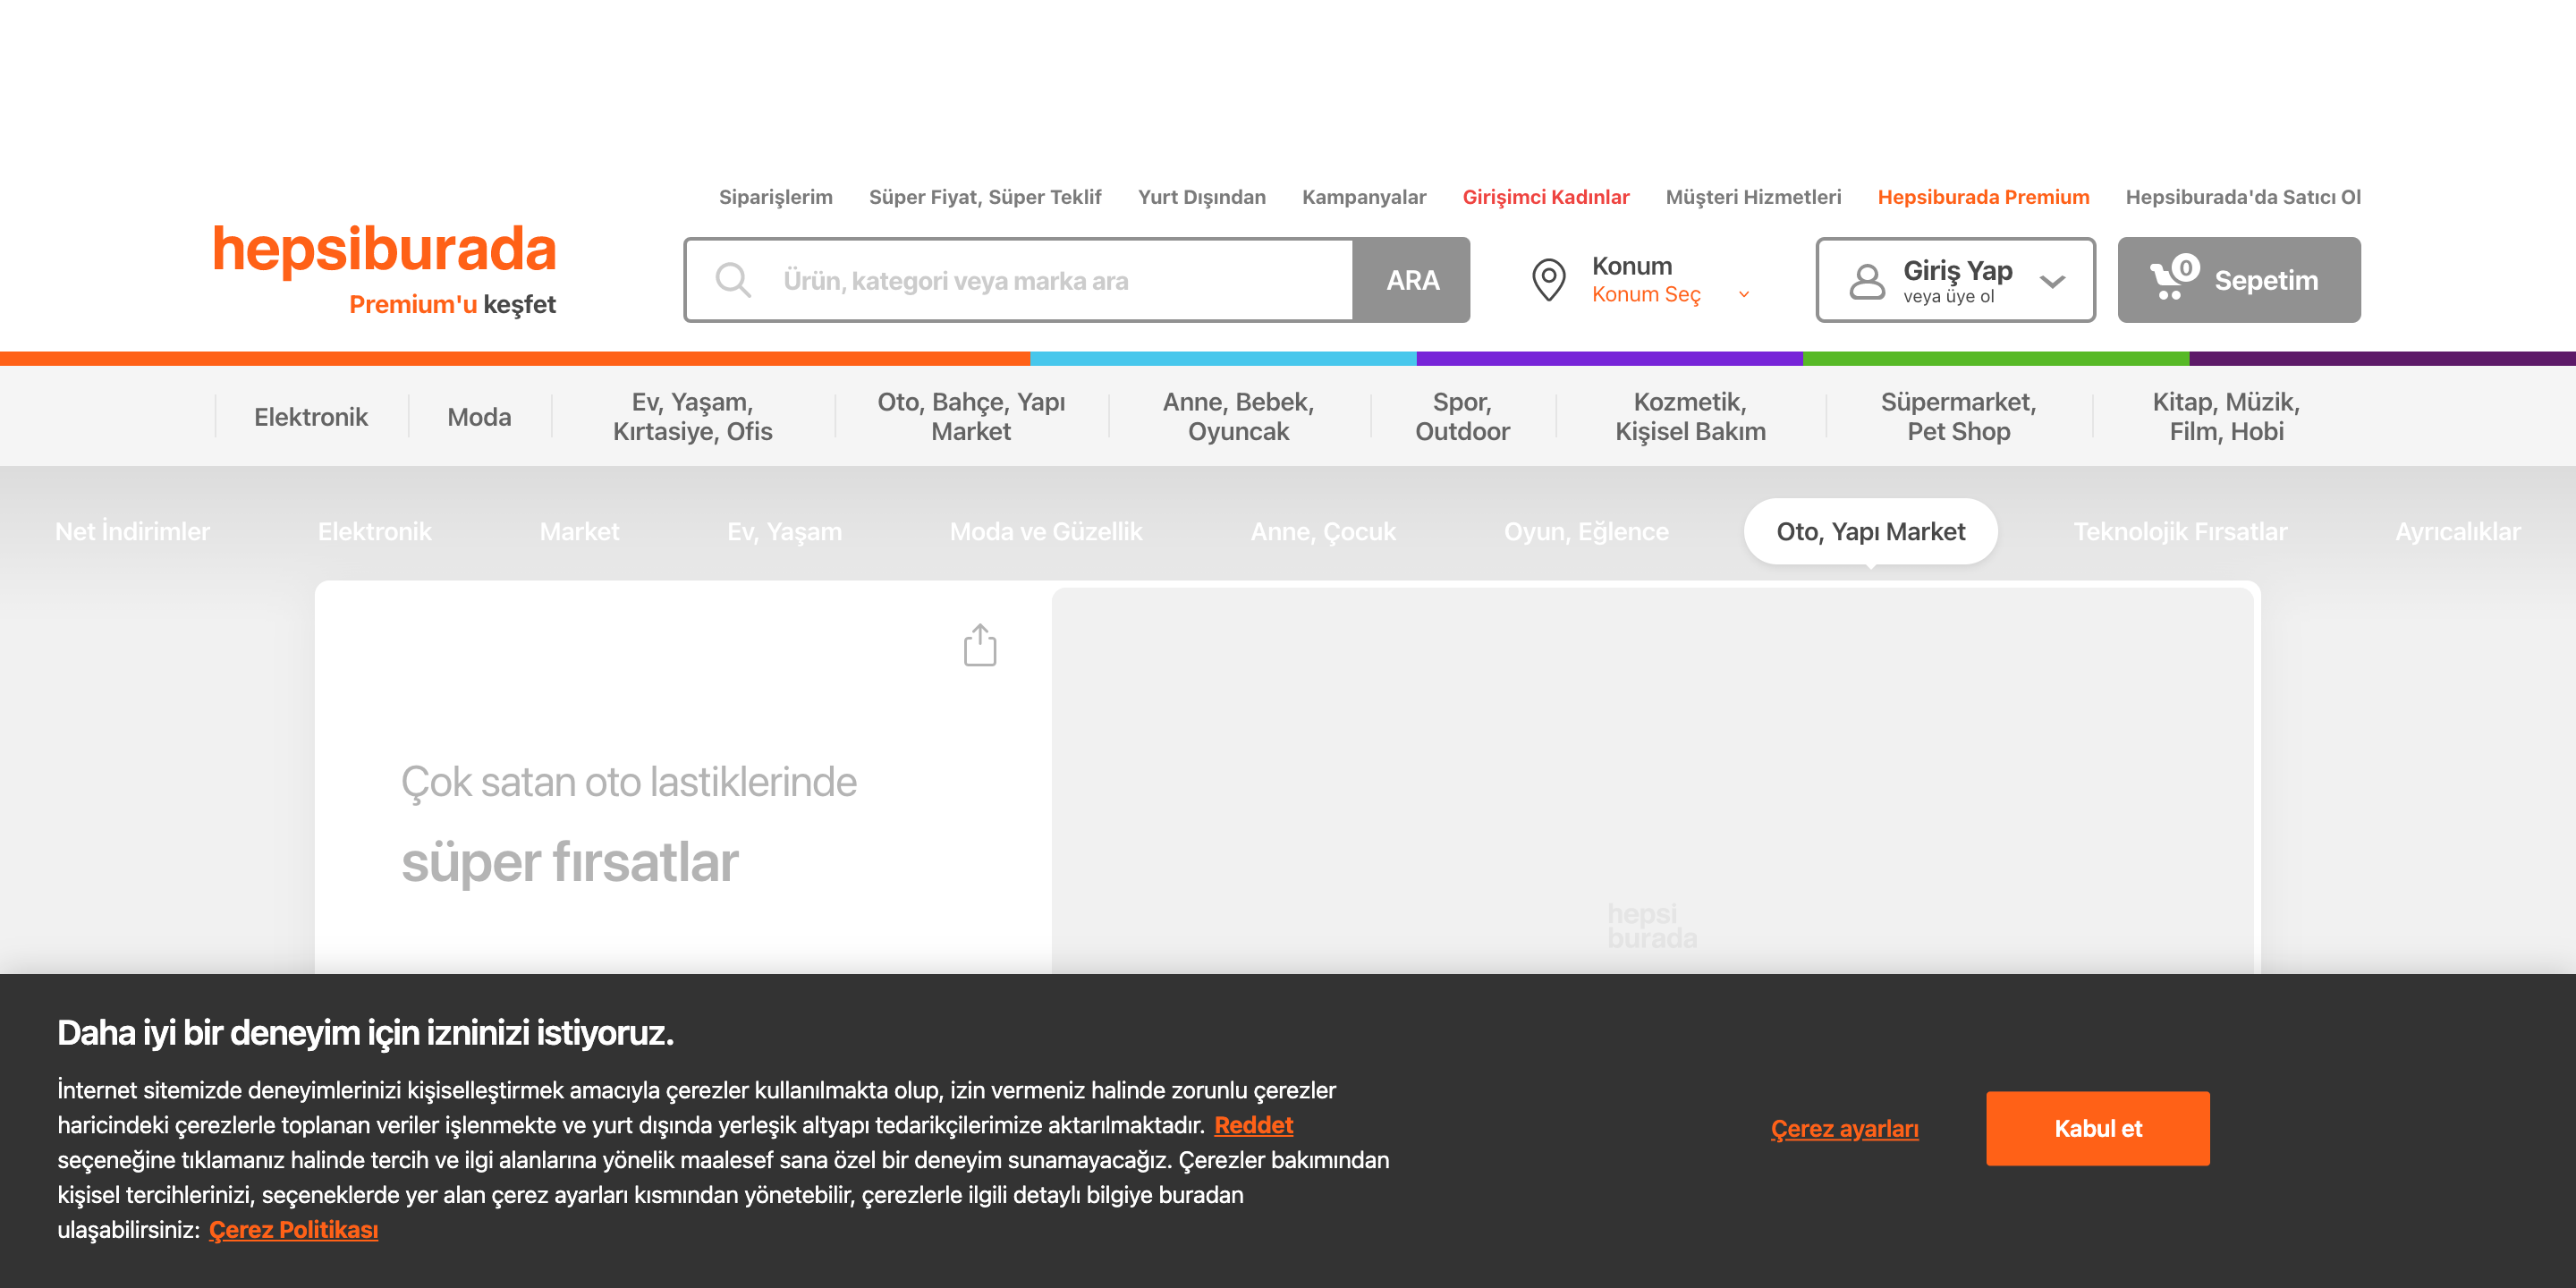 Siparişlerim Süper Fiyat, Süper Teklif Yurt Dışından Kampanyalar Girişimci Kadınlar Müşteri Hizmetleri Hepsiburada Premium Hepsiburada'da Satıcı Ol
hepsiburada
Premium'u keşfet
Ürün, kategori veya marka ara
ARA
Konum
Konum Seç
Giriş Yap
veya üye ol
0
Sepetim
Elektronik
Moda
Ev, Yaşam,
Kırtasiye, Ofis
Oto, Bahçe, Yapı
Market
Anne, Bebek,
Oyuncak
Spor,
Outdoor
Kozmetik,
Kişisel Bakım
Süpermarket,
Pet Shop
Kitap, Müzik,
Film, Hobi
Net İndirimler Elektronik Market Ev, Yaşam Moda ve Güzellik Anne, Çocuk Oyun, Eğlence Oto, Yapı Market Teknolojik Fırsatlar Ayrıcalıklar
Çok satan oto lastiklerinde
süper fırsatlar
hepsi
burada
Daha iyi bir deneyim için izninizi istiyoruz.
İnternet sitemizde deneyimlerinizi kişiselleştirmek amacıyla çerezler kullanılmakta olup, izin vermeniz halinde zorunlu çerezler
haricindeki çerezlerle toplanan veriler işlenmekte ve yurt dışında yerleşik altyapı tedarikçilerimize aktarılmaktadır. Reddet
seçeneğine tıklamanız halinde tercih ve ilgi alanlarına yönelik maalesef sana özel bir deneyim sunamayacağız. Çerezler bakımından
kişisel tercihlerinizi, seçeneklerde yer alan çerez ayarları kısmından yönetebilir, çerezlerle ilgili detaylı bilgiye buradan
ulaşabilirsiniz: Çerez Politikası
Çerez ayarları
Kabul et